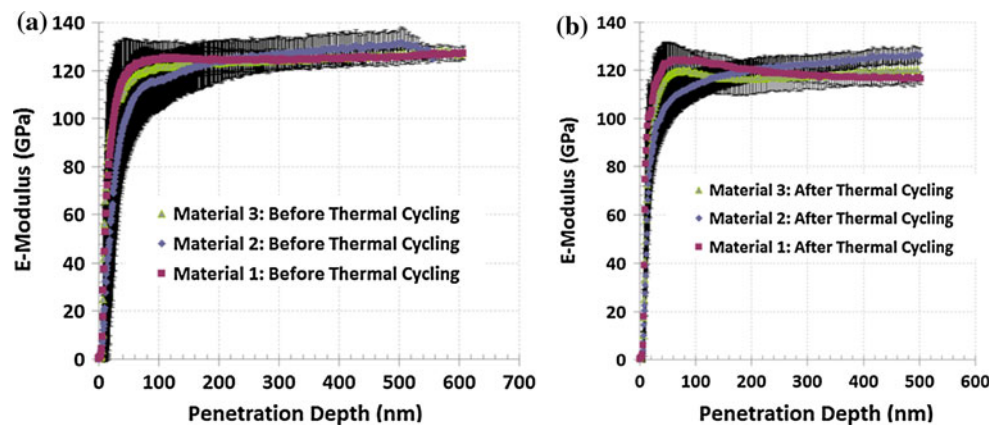 (a)
140
120
100
80
60
40
20
0
E-Modulus (GPa)
Material 3: Before Thermal Cycling
Material 2: Before Thermal Cycling
Material 1: Before Thermal Cycling
0 100 200 300 400 500 600 700
Penetration Depth (nm)
(b)
140
120
100
80
60
40
20
0
E-Modulus (GPa)
Material 3: After Thermal Cycling
Material 2: After Thermal Cycling
Material 1: After Thermal Cycling
0 100 200 300 400 500 600
Penetration Depth (nm)